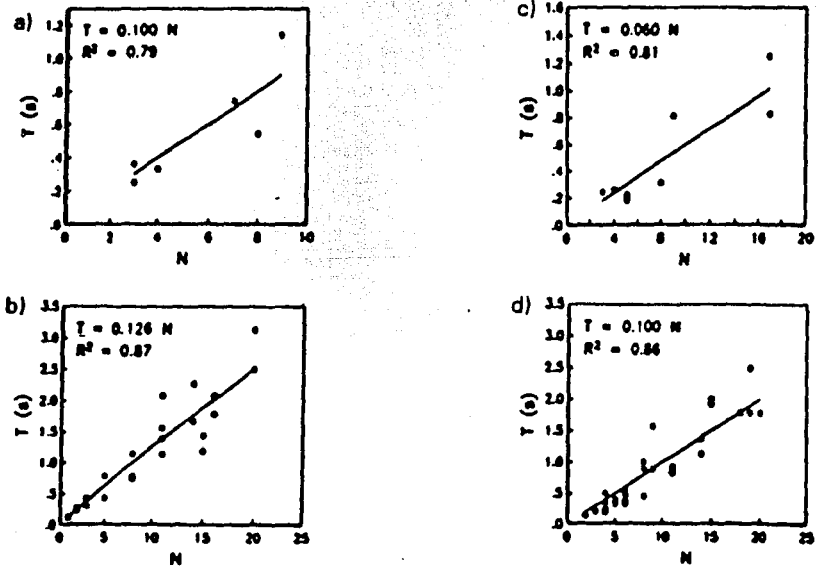 a)
T = 0.100 N
R² = 0.79
1.2
1.0
.8
.6
.4
.2
.0
T (s)
0 2 4 6 8 10
N
c)
T = 0.060 N
R² = 0.81
1.6
1.4
1.2
1.0
.8
.6
.4
.2
.0
T (s)
0 4 8 12 16 20
N
b)
T = 0.126 N
R² = 0.87
3.5
3.0
2.5
2.0
1.5
1.0
.5
.0
T (s)
0 5 10 15 20 25
N
d)
T = 0.100 N
R² = 0.86
3.5
3.0
2.5
2.0
1.5
1.0
.5
.0
T (s)
0 5 10 15 20 25
N